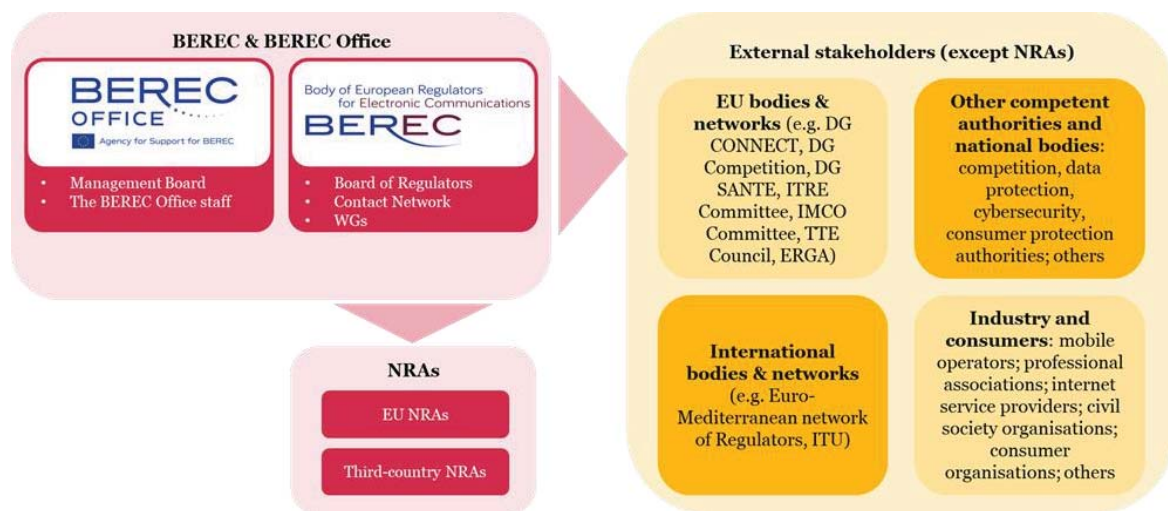 BEREC & BEREC Office
BEREC
OFFICE
Agency for Support for BEREC
• Management Board
• The BEREC Office staff
Body of European Regulators
for Electronic Communications
BEREC
• Board of Regulators
• Contact Network
• WGs
NRAs
EU NRAs
Third-country NRAs
External stakeholders (except NRAs)
EU bodies &
networks (e.g. DG
CONNECT, DG
Competition, DG
SANTE, ITRE
Committee, IMCO
Committee, TTE
Council, ERGA)
Other competent
authorities and
national bodies:
competition, data
protection,
cybersecurity,
consumer protection
authorities; others
International
bodies & networks
(e.g. Euro-
Mediterranean network
of Regulators, ITU)
Industry and
consumers: mobile
operators; professional
associations; internet
service providers; civil
society organisations;
consumer
organisations; others